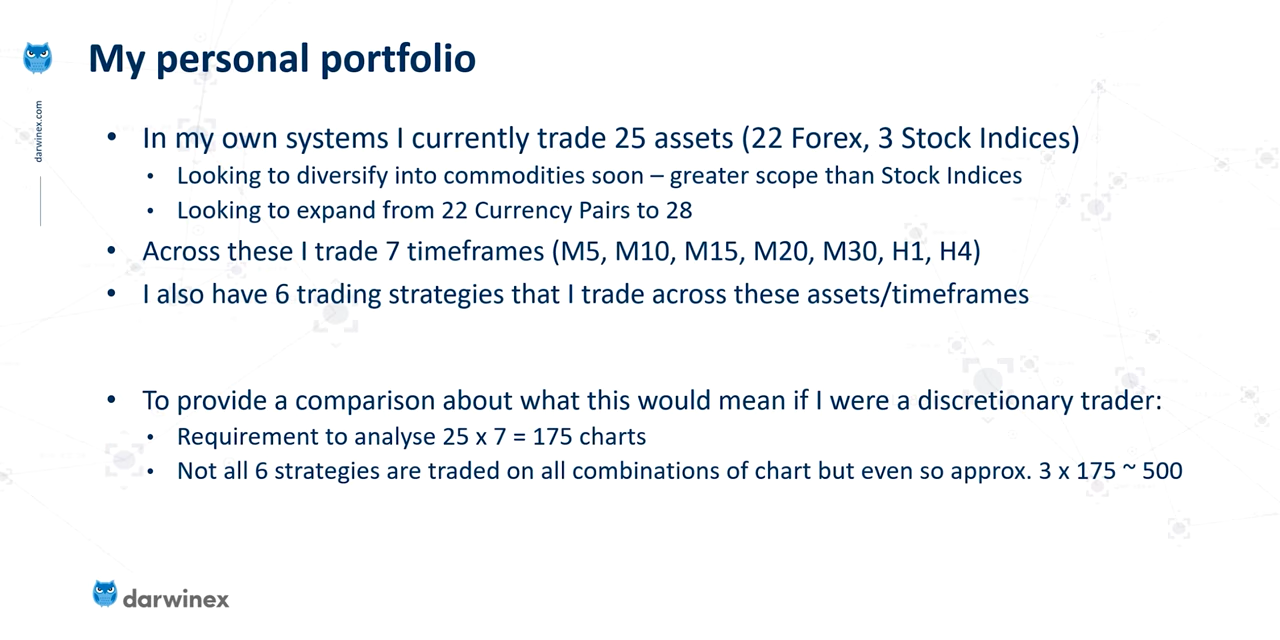 My personal portfolio
darwinex.com
• In my own systems I currently trade 25 assets (22 Forex, 3 Stock Indices)
• Looking to diversify into commodities soon – greater scope than Stock Indices
• Looking to expand from 22 Currency Pairs to 28
• Across these I trade 7 timeframes (M5, M10, M15, M20, M30, H1, H4)
• I also have 6 trading strategies that I trade across these assets/timeframes
• To provide a comparison about what this would mean if I were a discretionary trader:
• Requirement to analyse 25 x 7 = 175 charts
• Not all 6 strategies are traded on all combinations of chart but even so approx. 3 x 175 ~ 500
darwinex